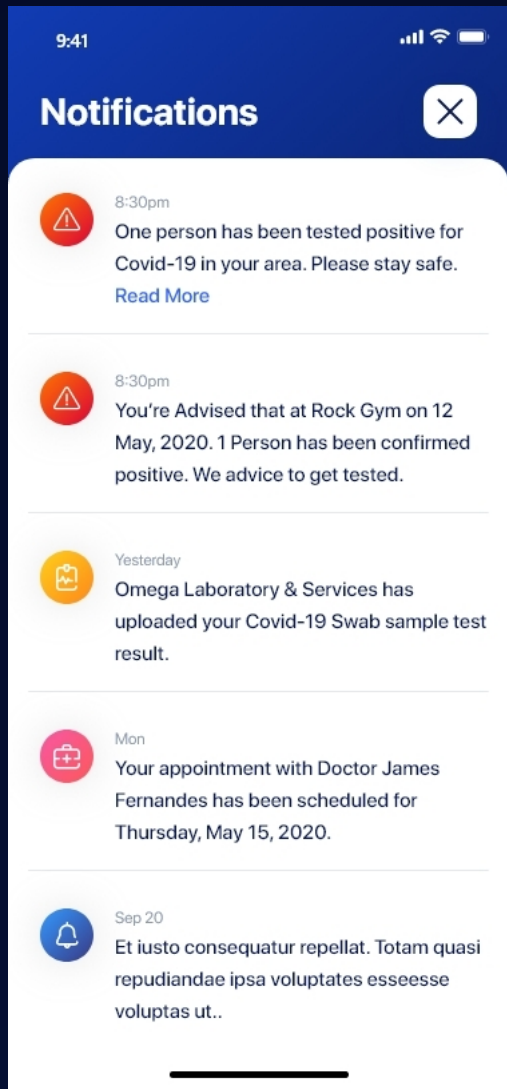 9:41
Notifications
8:30pm
One person has been tested positive for
Covid-19 in your area. Please stay safe.
Read More
8:30pm
You're Advised that at Rock Gym on 12
May, 2020. 1 Person has been confirmed
positive. We advice to get tested.
Yesterday
Omega Laboratory & Services has
uploaded your Covid-19 Swab sample test
result.
Mon
Your appointment with Doctor James
Fernandes has been scheduled for
Thursday, May 15, 2020.
Sep 20
Et iusto consequatur repellat. Totam quasi
repudiandae ipsa voluptates esseesse
voluptas ut..